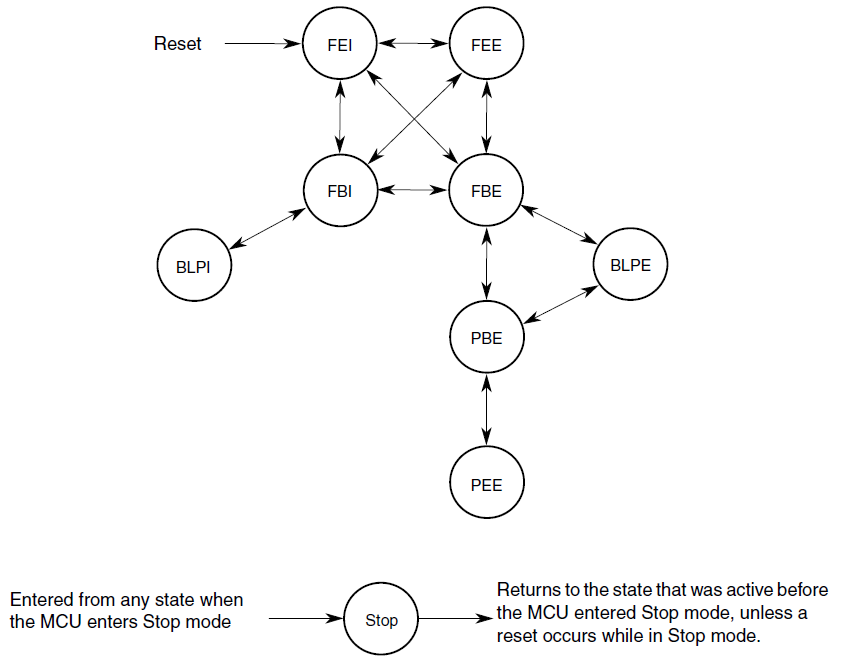 Reset
FEI
FEE
FBI
FBE
BLPI
BLPE
PBE
PEE
Entered from any state when
the MCU enters Stop mode
Stop
Returns to the state that was active before
the MCU entered Stop mode, unless a
reset occurs while in Stop mode.